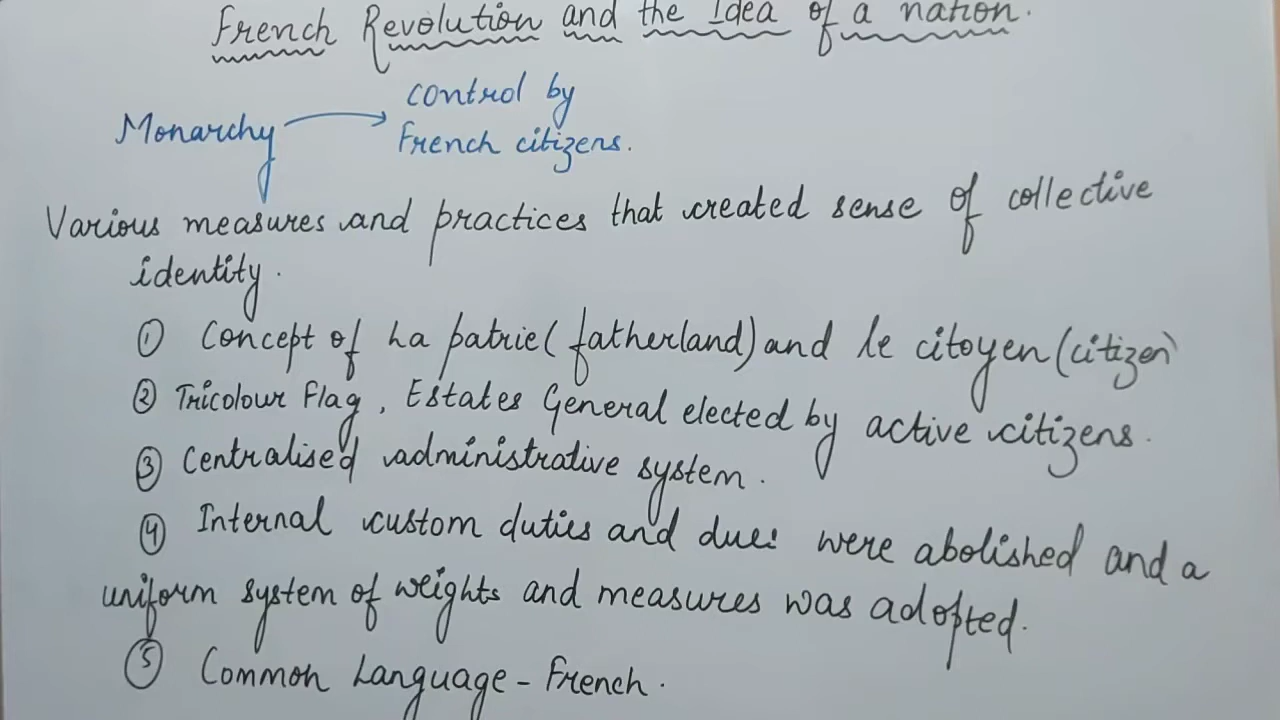 French Revolution and the Idea of a nation.
Monarchy → control by
French citizens.
Various measures and practices that created sense of collective
identity.
① Concept of La patrie (fatherland) and le citoyen (citizen)
② Tricolour Flag, Estates General elected by active citizens.
③ Centralised administrative system.
④ Internal custom duties and dues were abolished and a
uniform system of weights and measures was adopted.
⑤ Common Language - French.